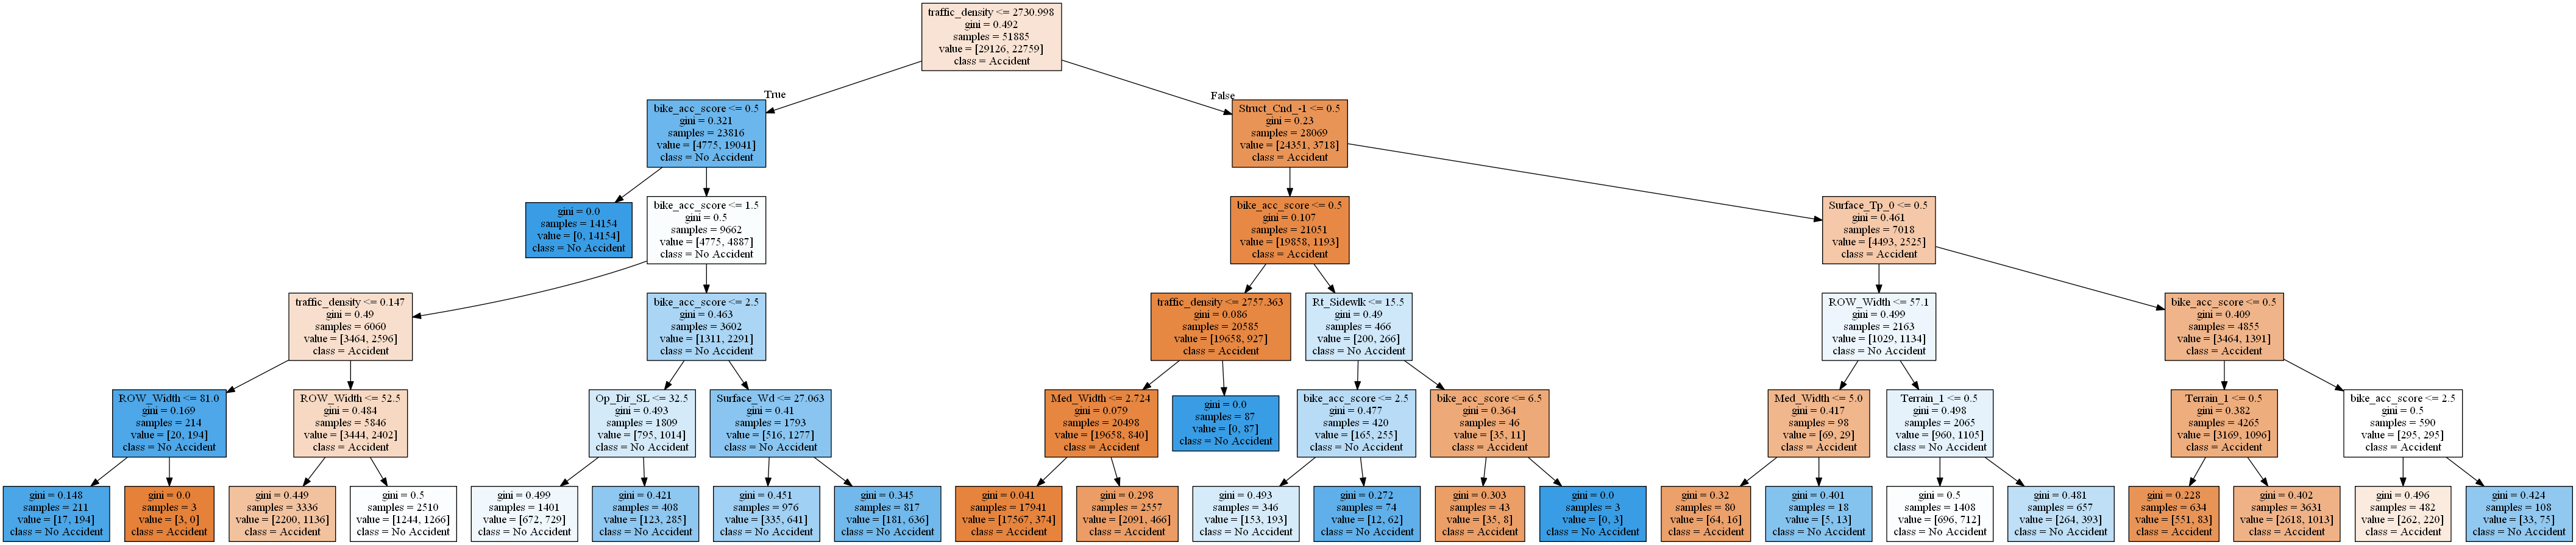 traffic_density <= 2730.998
gini = 0.492
samples = 51885
value = [29126, 22759]
class = Accident
True
False
bike_acc_score <= 0.5
gini = 0.321
samples = 23816
value = [4775, 19041]
class = No Accident
Struct_Cnd_-1 <= 0.5
gini = 0.23
samples = 28069
value = [24351, 3718]
class = Accident
gini = 0.0
samples = 14154
value = [0, 14154]
class = No Accident
bike_acc_score <= 1.5
gini = 0.5
samples = 9662
value = [4775, 4887]
class = No Accident
bike_acc_score <= 0.5
gini = 0.107
samples = 21051
value = [19858, 1193]
class = Accident
Surface_Tp_0 <= 0.5
gini = 0.461
samples = 7018
value = [4493, 2525]
class = Accident
traffic_density <= 0.147
gini = 0.49
samples = 6060
value = [3464, 2596]
class = Accident
bike_acc_score <= 2.5
gini = 0.463
samples = 3602
value = [1311, 2291]
class = No Accident
traffic_density <= 2757.363
gini = 0.086
samples = 20585
value = [19658, 927]
class = Accident
Rt_Sidewlk <= 15.5
gini = 0.49
samples = 466
value = [200, 266]
class = No Accident
ROW_Width <= 57.1
gini = 0.499
samples = 2163
value = [1029, 1134]
class = No Accident
bike_acc_score <= 0.5
gini = 0.409
samples = 4855
value = [3464, 1391]
class = Accident
ROW_Width <= 81.0
gini = 0.169
samples = 214
value = [20, 194]
class = No Accident
ROW_Width <= 52.5
gini = 0.484
samples = 5846
value = [3444, 2402]
class = Accident
Op_Dir_SL <= 32.5
gini = 0.493
samples = 1809
value = [795, 1014]
class = No Accident
Surface_Wd <= 27.063
gini = 0.41
samples = 1793
value = [516, 1277]
class = No Accident
Med_Width <= 2.724
gini = 0.079
samples = 20498
value = [19658, 840]
class = Accident
gini = 0.0
samples = 87
value = [0, 87]
class = No Accident
bike_acc_score <= 2.5
gini = 0.477
samples = 420
value = [165, 255]
class = No Accident
bike_acc_score <= 6.5
gini = 0.364
samples = 46
value = [35, 11]
class = Accident
Med_Width <= 5.0
gini = 0.417
samples = 98
value = [69, 29]
class = Accident
Terrain_1 <= 0.5
gini = 0.498
samples = 2065
value = [960, 1105]
class = No Accident
Terrain_1 <= 0.5
gini = 0.382
samples = 4265
value = [3169, 1096]
class = Accident
bike_acc_score <= 2.5
gini = 0.5
samples = 590
value = [295, 295]
class = Accident
gini = 0.148
samples = 211
value = [17, 194]
class = No Accident
gini = 0.0
samples = 3
value = [3, 0]
class = Accident
gini = 0.449
samples = 3336
value = [2200, 1136]
class = Accident
gini = 0.5
samples = 2510
value = [1244, 1266]
class = No Accident
gini = 0.499
samples = 1401
value = [672, 729]
class = No Accident
gini = 0.421
samples = 408
value = [123, 285]
class = No Accident
gini = 0.451
samples = 976
value = [335, 641]
class = No Accident
gini = 0.345
samples = 817
value = [181, 636]
class = No Accident
gini = 0.041
samples = 17941
value = [17567, 374]
class = Accident
gini = 0.298
samples = 2557
value = [2091, 466]
class = Accident
gini = 0.493
samples = 346
value = [153, 193]
class = No Accident
gini = 0.272
samples = 74
value = [12, 62]
class = No Accident
gini = 0.303
samples = 43
value = [35, 8]
class = Accident
gini = 0.0
samples = 3
value = [0, 3]
class = No Accident
gini = 0.32
samples = 80
value = [64, 16]
class = Accident
gini = 0.401
samples = 18
value = [5, 13]
class = No Accident
gini = 0.5
samples = 1408
value = [696, 712]
class = No Accident
gini = 0.481
samples = 657
value = [264, 393]
class = No Accident
gini = 0.228
samples = 634
value = [551, 83]
class = Accident
gini = 0.402
samples = 3631
value = [2618, 1013]
class = Accident
gini = 0.496
samples = 482
value = [262, 220]
class = Accident
gini = 0.424
samples = 108
value = [33, 75]
class = No Accident